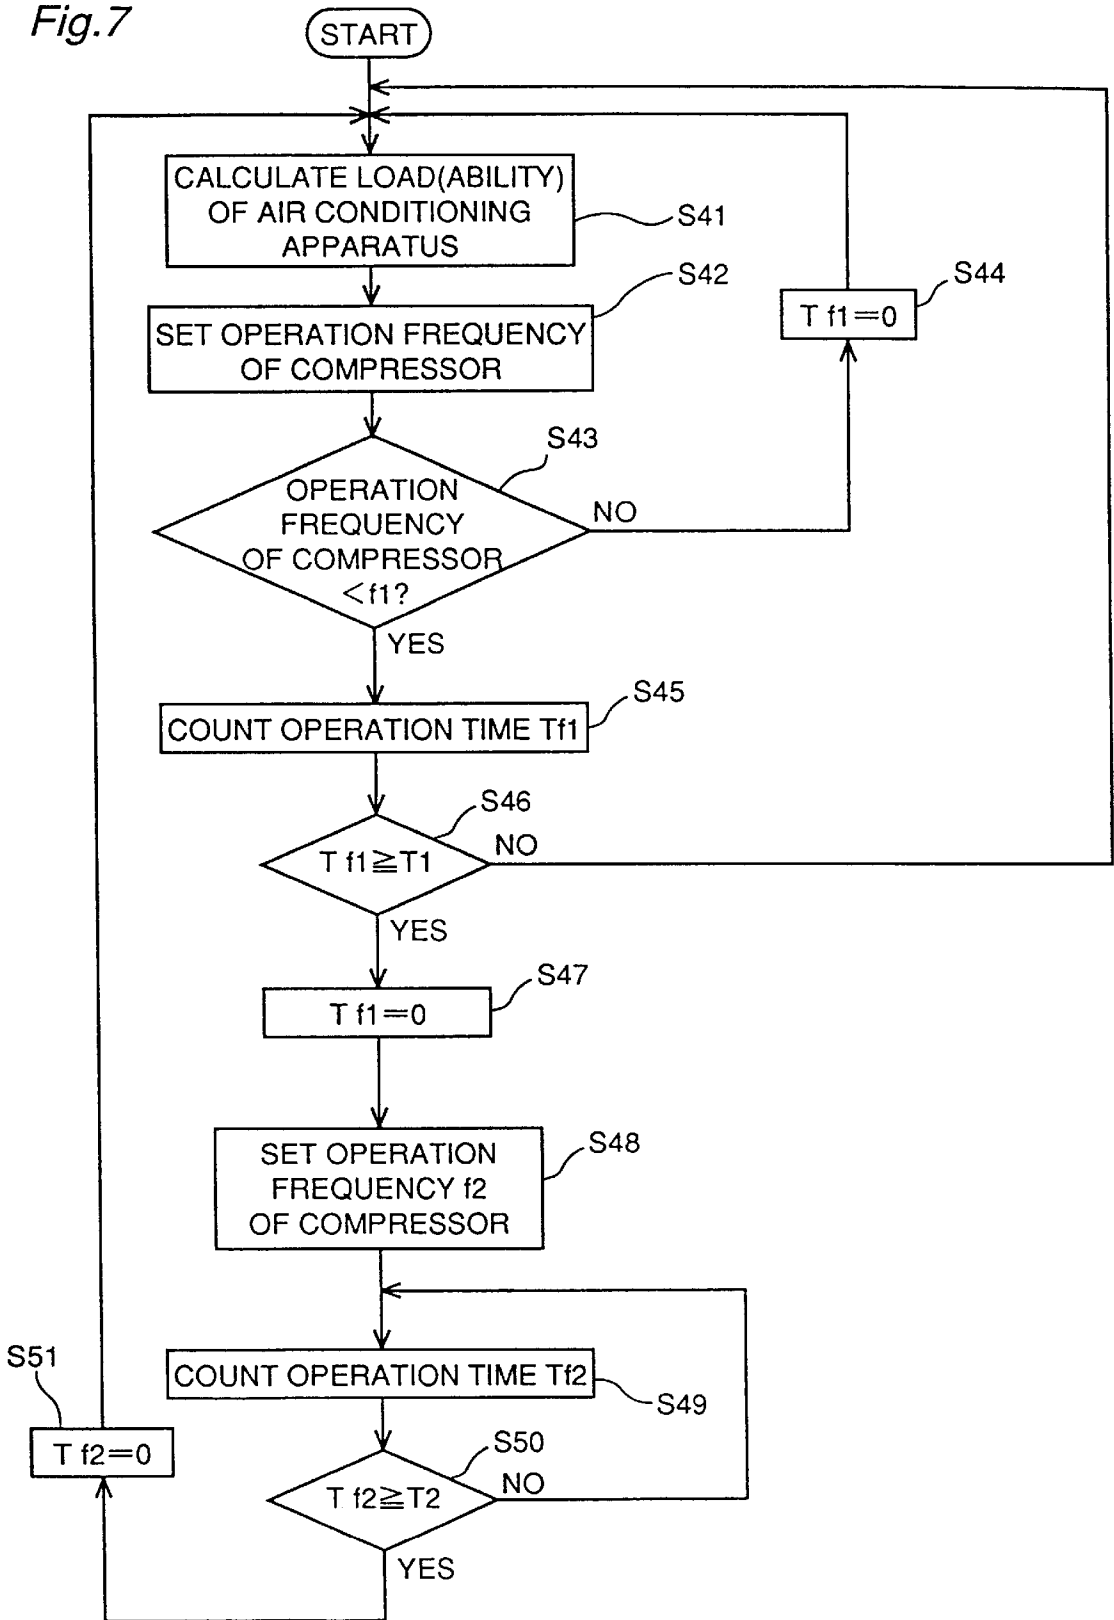 Fig.7
START
CALCULATE LOAD(ABILITY)
OF AIR CONDITIONING
APPARATUS
S41
S42
SET OPERATION FREQUENCY
OF COMPRESSOR
S44
T f1=0
S43
OPERATION
FREQUENCY
OF COMPRESSOR
<f1?
NO
YES
S45
COUNT OPERATION TIME Tf1
S46
T f1≧T1
NO
YES
S47
T f1=0
S48
SET OPERATION
FREQUENCY f2
OF COMPRESSOR
COUNT OPERATION TIME Tf2
S49
S51
T f2=0
S50
T f2≧T2
NO
YES